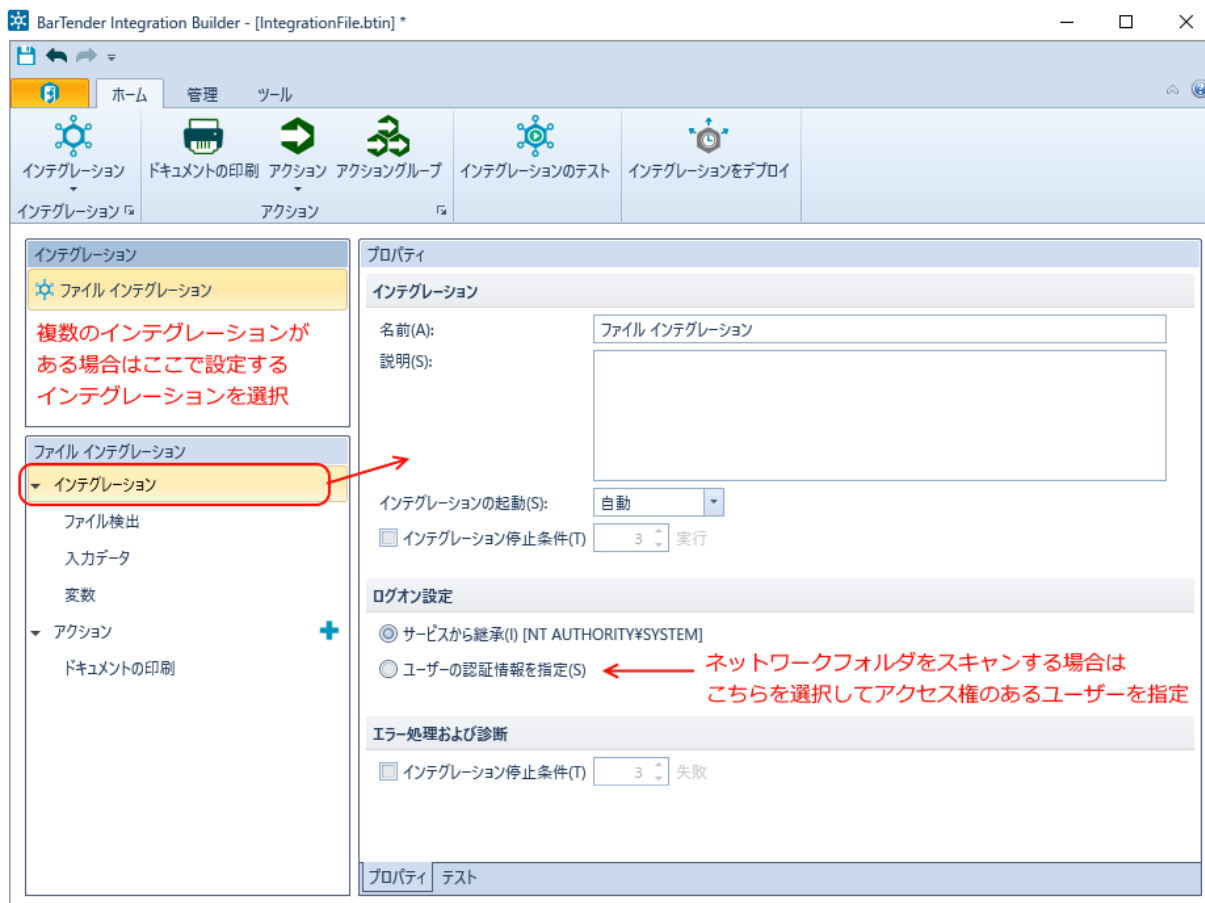 BarTender Integration Builder - [IntegrationFile.btin] *
ホーム 管理 ツール
インテグレーション ドキュメントの印刷 アクション アクショングループ インテグレーションのテスト インテグレーションをデプロイ
インテグレーション アクション
インテグレーション
ファイル インテグレーション
複数のインテグレーションが
ある場合はここで設定する
インテグレーションを選択
ファイル インテグレーション
インテグレーション
ファイル検出
入力データ
変数
アクション
ドキュメントの印刷
プロパティ
インテグレーション
名前(A): ファイル インテグレーション
説明(S):
インテグレーションの起動(S): 自動
インテグレーション停止条件(T) 3 実行
ログオン設定
サービスから継承(I) [NT AUTHORITY¥SYSTEM]
ユーザーの認証情報を指定(S)
ネットワークフォルダをスキャンする場合は
こちらを選択してアクセス権のあるユーザーを指定
エラー処理および診断
インテグレーション停止条件(T) 3 失敗
プロパティ テスト